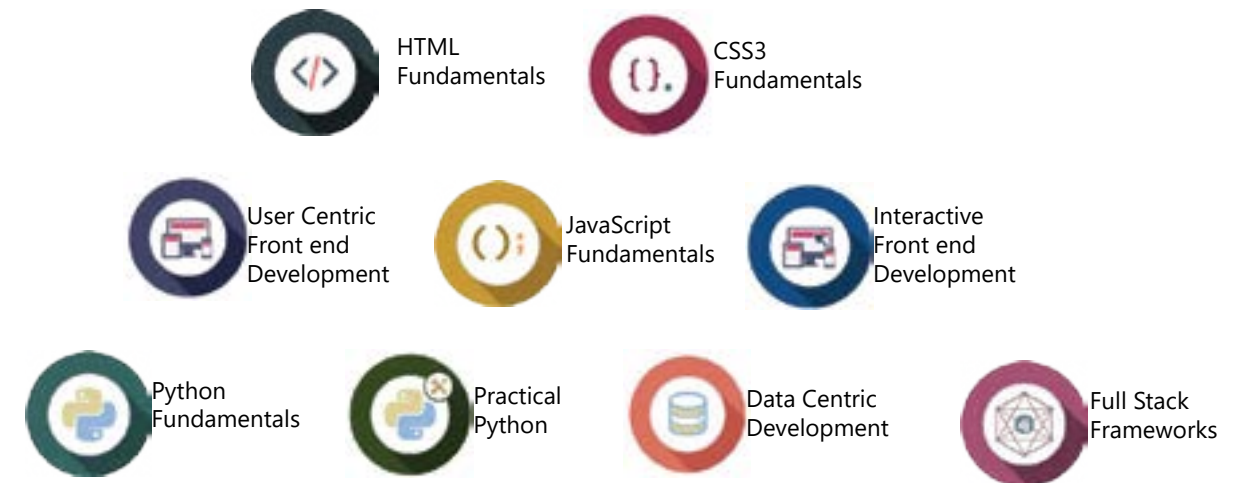 HTML
Fundamentals
CSS3
Fundamentals
User Centric
Front end
Development
JavaScript
Fundamentals
Interactive
Front end
Development
Python
Fundamentals
Practical
Python
Data Centric
Development
Full Stack
Frameworks